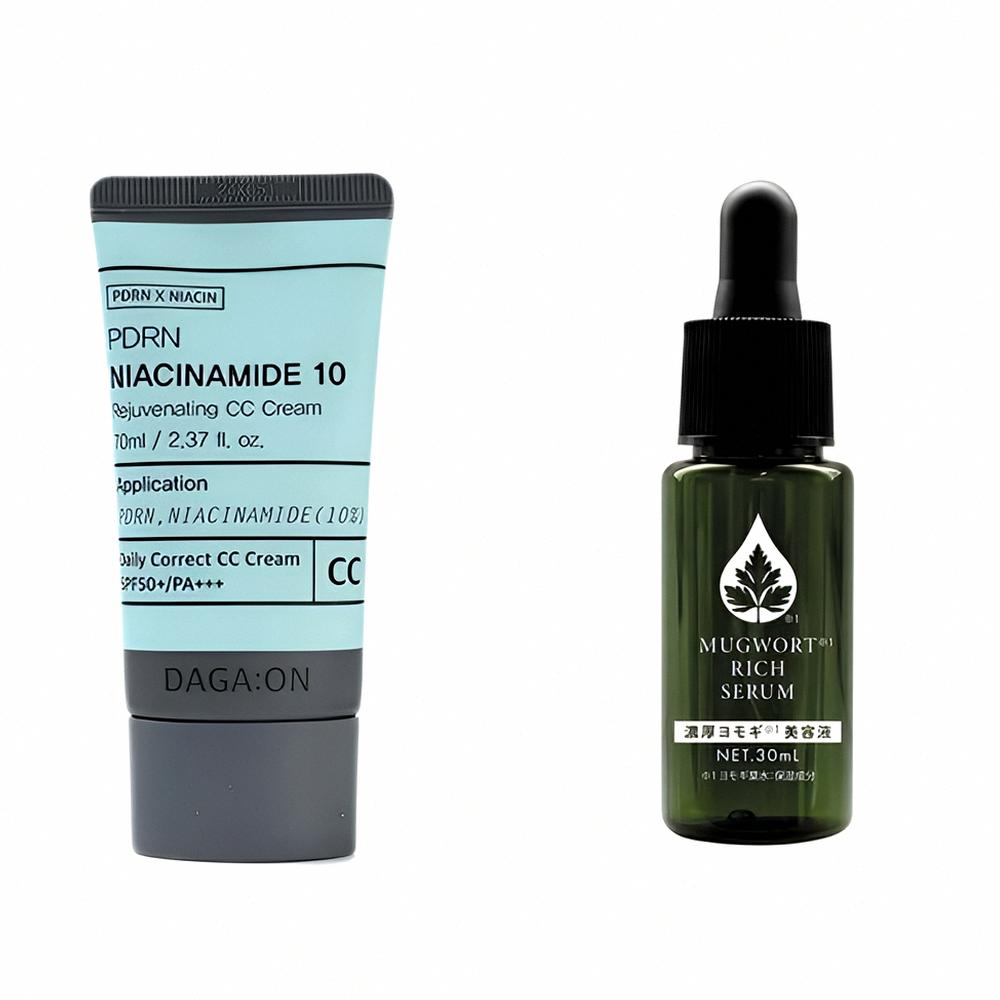 PDRN X NIACIN
PDRN
NIACINAMIDE 10
Rejuvenating CC Cream
70ml / 2.37 fl. oz.
Application
PDRN,NIACINAMIDE(10%)
Daily Correct CC Cream
SPF50+/PA+++
CC
DAGA:ON
MUGWORT※1
RICH
SERUM
濃厚ヨモギ※1 美容液
NET.30mL